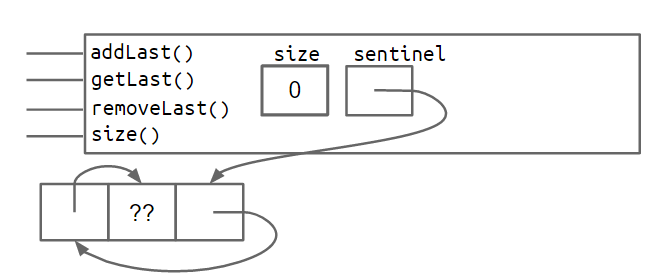 addLast()
size sentinel
getLast()
0
removeLast()
size()
??